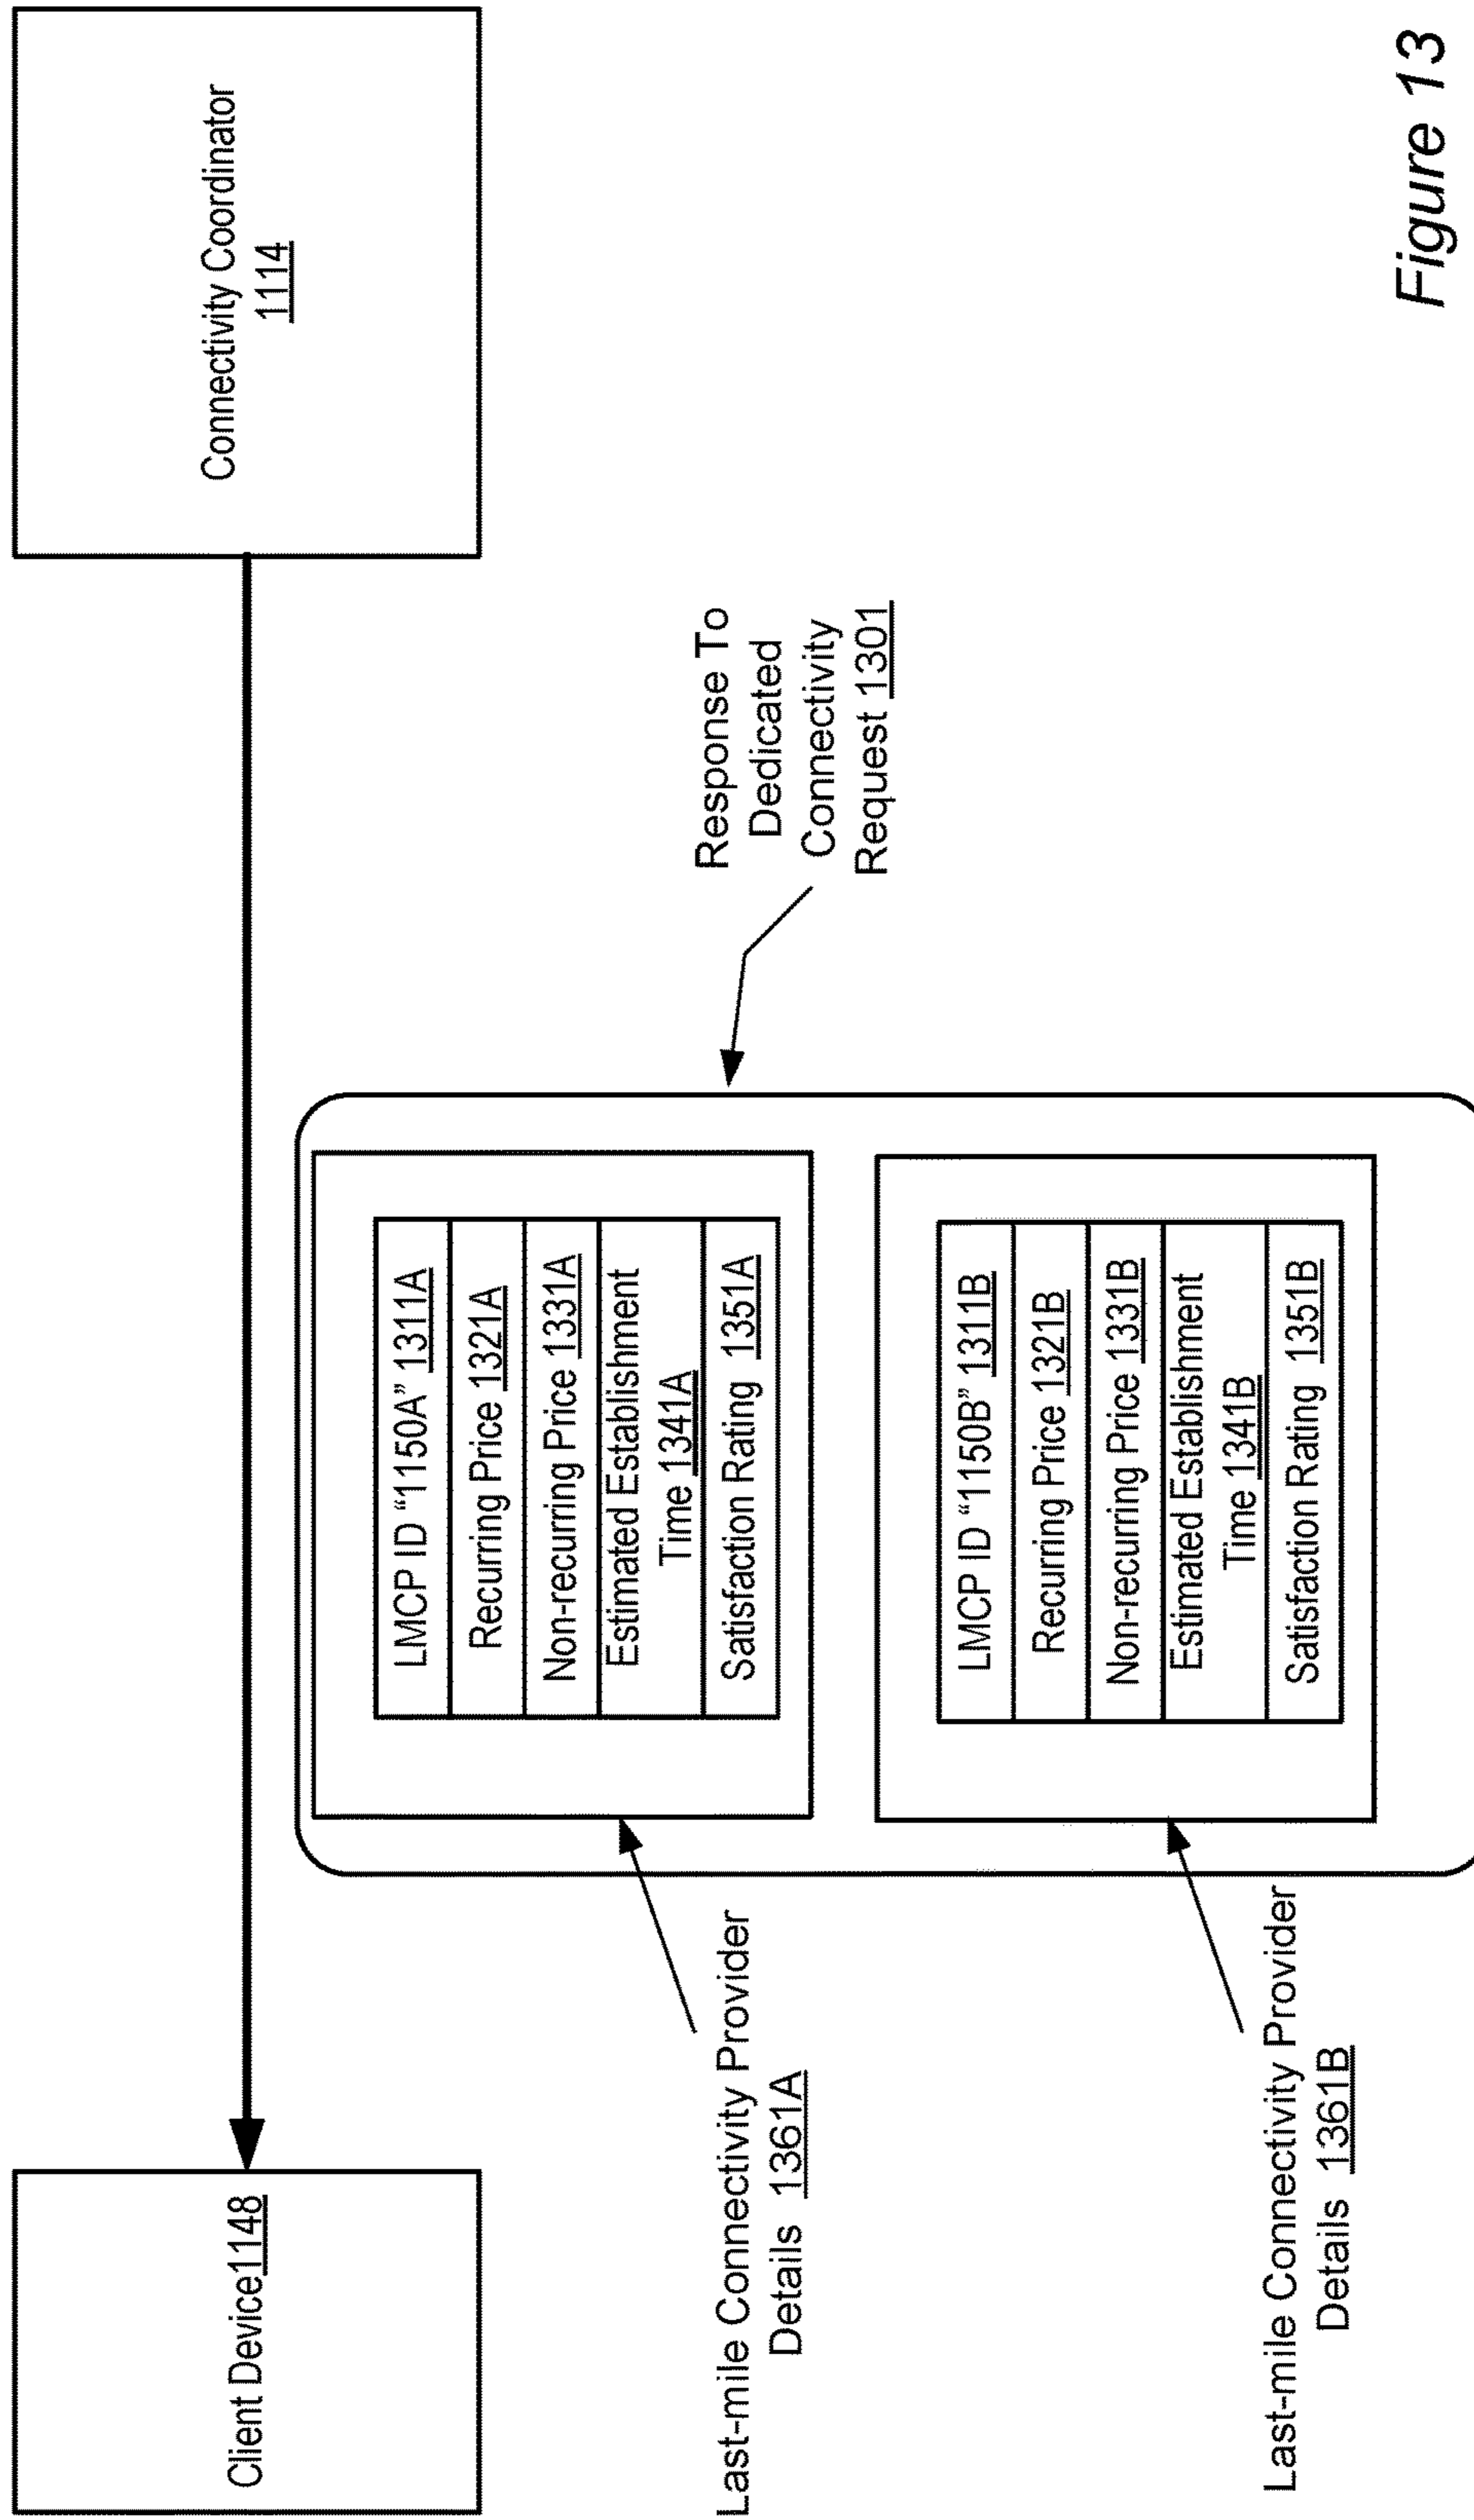 Client Device1148
Connectivity Coordinator
1114
Response To
Dedicated
Connectivity
Request 1301
Last-mile Connectivity Provider
Details 1361A
LMCP ID “1150A” 1311A
Recurring Price 1321A
Non-recurring Price 1331A
Estimated Establishment
Time 1341A
Satisfaction Rating 1351A
Last-mile Connectivity Provider
Details 1361B
LMCP ID “1150B” 1311B
Recurring Price 1321B
Non-recurring Price 1331B
Estimated Establishment
Time 1341B
Satisfaction Rating 1351B
Figure 13